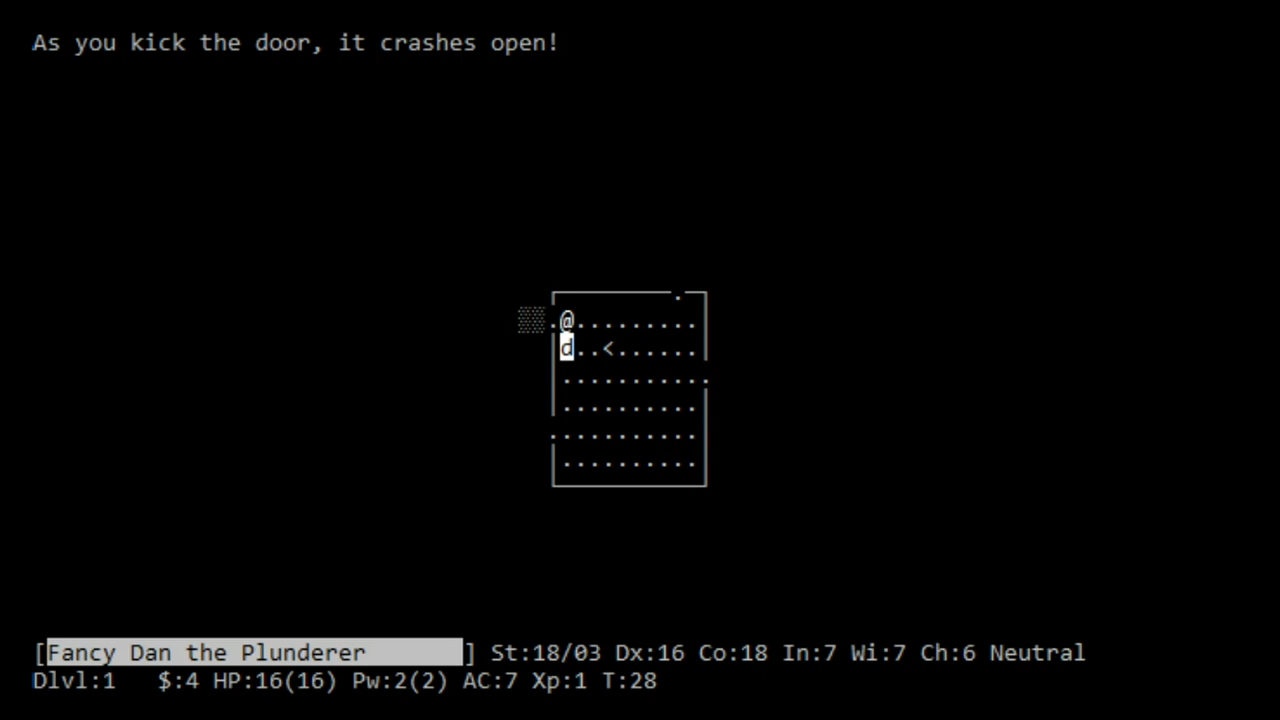 As you kick the door, it crashes open!
.
.@.........
d..<......
...........
..........
...........
..........
[Fancy Dan the Plunderer ] St:18/03 Dx:16 Co:18 In:7 Wi:7 Ch:6 Neutral
Dlvl:1 $:4 HP:16(16) Pw:2(2) AC:7 Xp:1 T:28